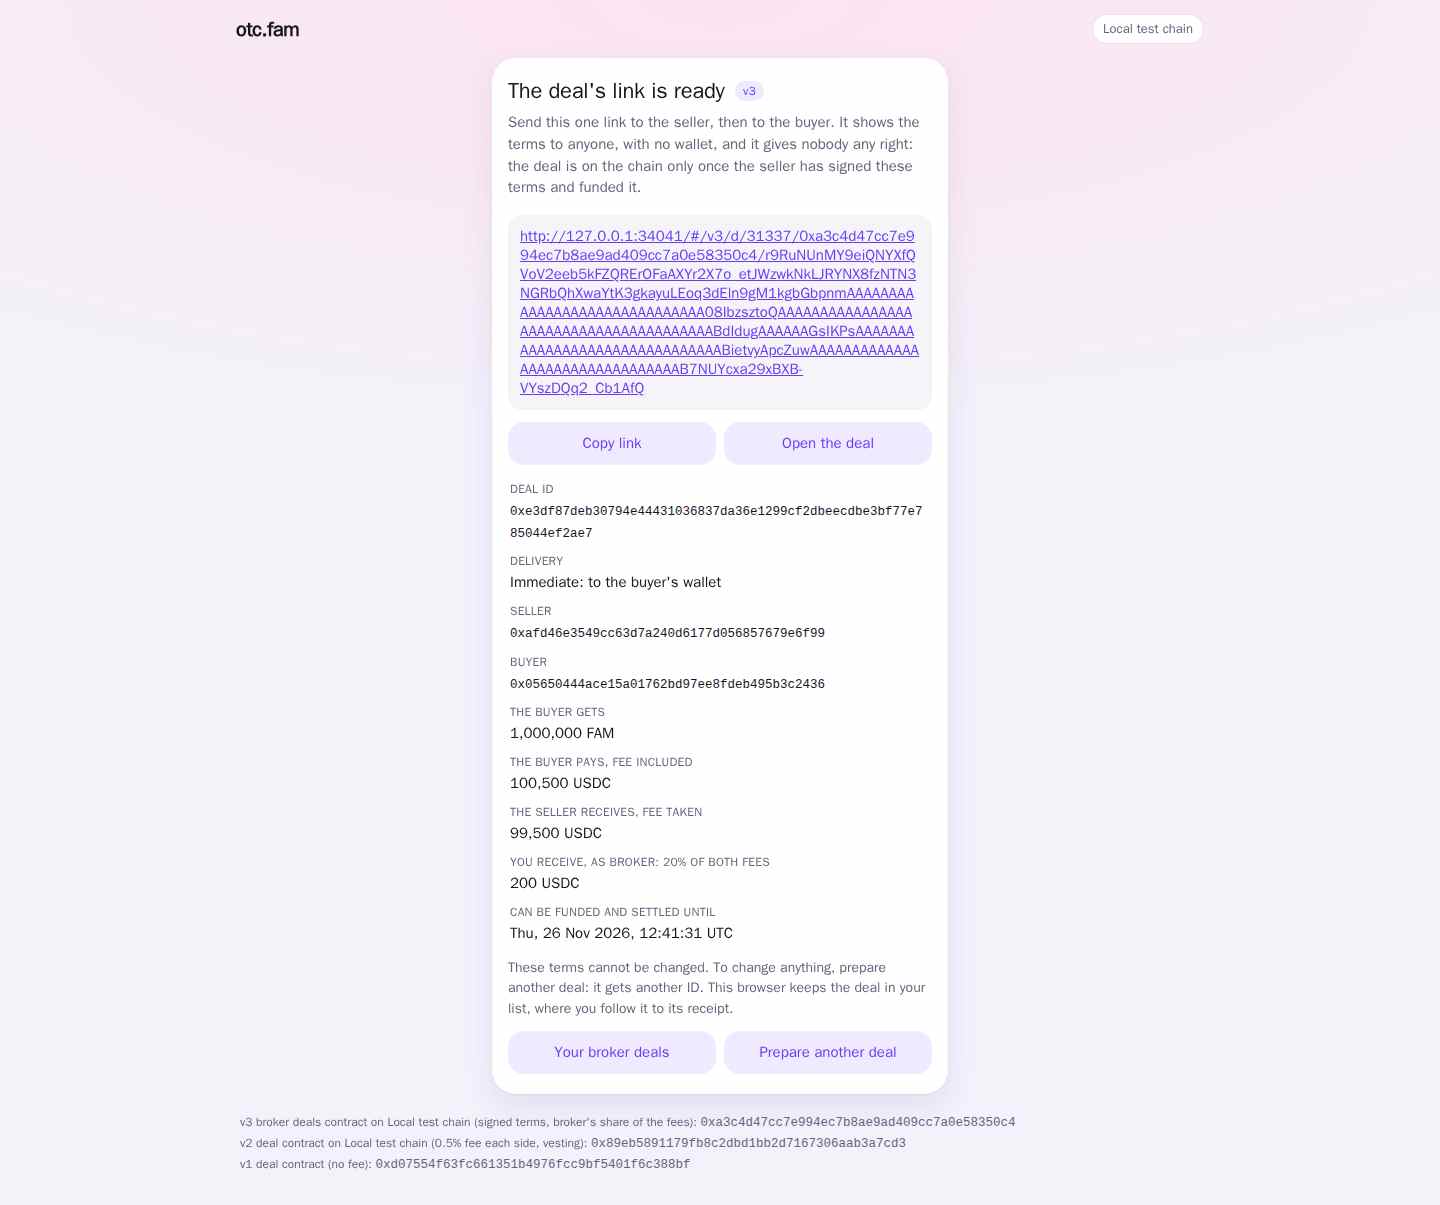 otc.fam
Local test chain
The deal's link is ready v3
Send this one link to the seller, then to the buyer. It shows the
terms to anyone, with no wallet, and it gives nobody any right:
the deal is on the chain only once the seller has signed these
terms and funded it.
http://127.0.0.1:34041/#/v3/d/31337/0xa3c4d47cc7e9
94ec7b8ae9ad409cc7a0e58350c4/r9RuNUnMY9eiQNYXfQ
VoV2eeb5kFZQRErOFaAXYr2X7o_etJWzwkNkLJRYNX8fzNTN3
NGRbQhXwaYtK3gkayuLEoq3dEln9gM1kgbGbpnmAAAAAAAA
AAAAAAAAAAAAAAAAAAAAAA08IbzsztoQAAAAAAAAAAAAAAAA
AAAAAAAAAAAAAAAAAAAAAAABdIdugAAAAAAGsIKPsAAAAAAA
AAAAAAAAAAAAAAAAAAAAAAAABietvyApcZuwAAAAAAAAAAAAA
AAAAAAAAAAAAAAAAAAAB7NUYcxa29xBXB-
VYszDQq2_Cb1AfQ
Copy link
Open the deal
DEAL ID
0xe3df87deb30794e44431036837da36e1299cf2dbeecdbe3bf77e7
85044ef2ae7
DELIVERY
Immediate: to the buyer's wallet
SELLER
0xafd46e3549cc63d7a240d6177d056857679e6f99
BUYER
0x05650444ace15a01762bd97ee8fdeb495b3c2436
THE BUYER GETS
1,000,000 FAM
THE BUYER PAYS, FEE INCLUDED
100,500 USDC
THE SELLER RECEIVES, FEE TAKEN
99,500 USDC
YOU RECEIVE, AS BROKER: 20% OF BOTH FEES
200 USDC
CAN BE FUNDED AND SETTLED UNTIL
Thu, 26 Nov 2026, 12:41:31 UTC
These terms cannot be changed. To change anything, prepare
another deal: it gets another ID. This browser keeps the deal in your
list, where you follow it to its receipt.
Your broker deals
Prepare another deal
v3 broker deals contract on Local test chain (signed terms, broker's share of the fees): 0xa3c4d47cc7e994ec7b8ae9ad409cc7a0e58350c4
v2 deal contract on Local test chain (0.5% fee each side, vesting): 0x89eb5891179fb8c2dbd1bb2d7167306aab3a7cd3
v1 deal contract (no fee): 0xd07554f63fc661351b4976fcc9bf5401f6c388bf